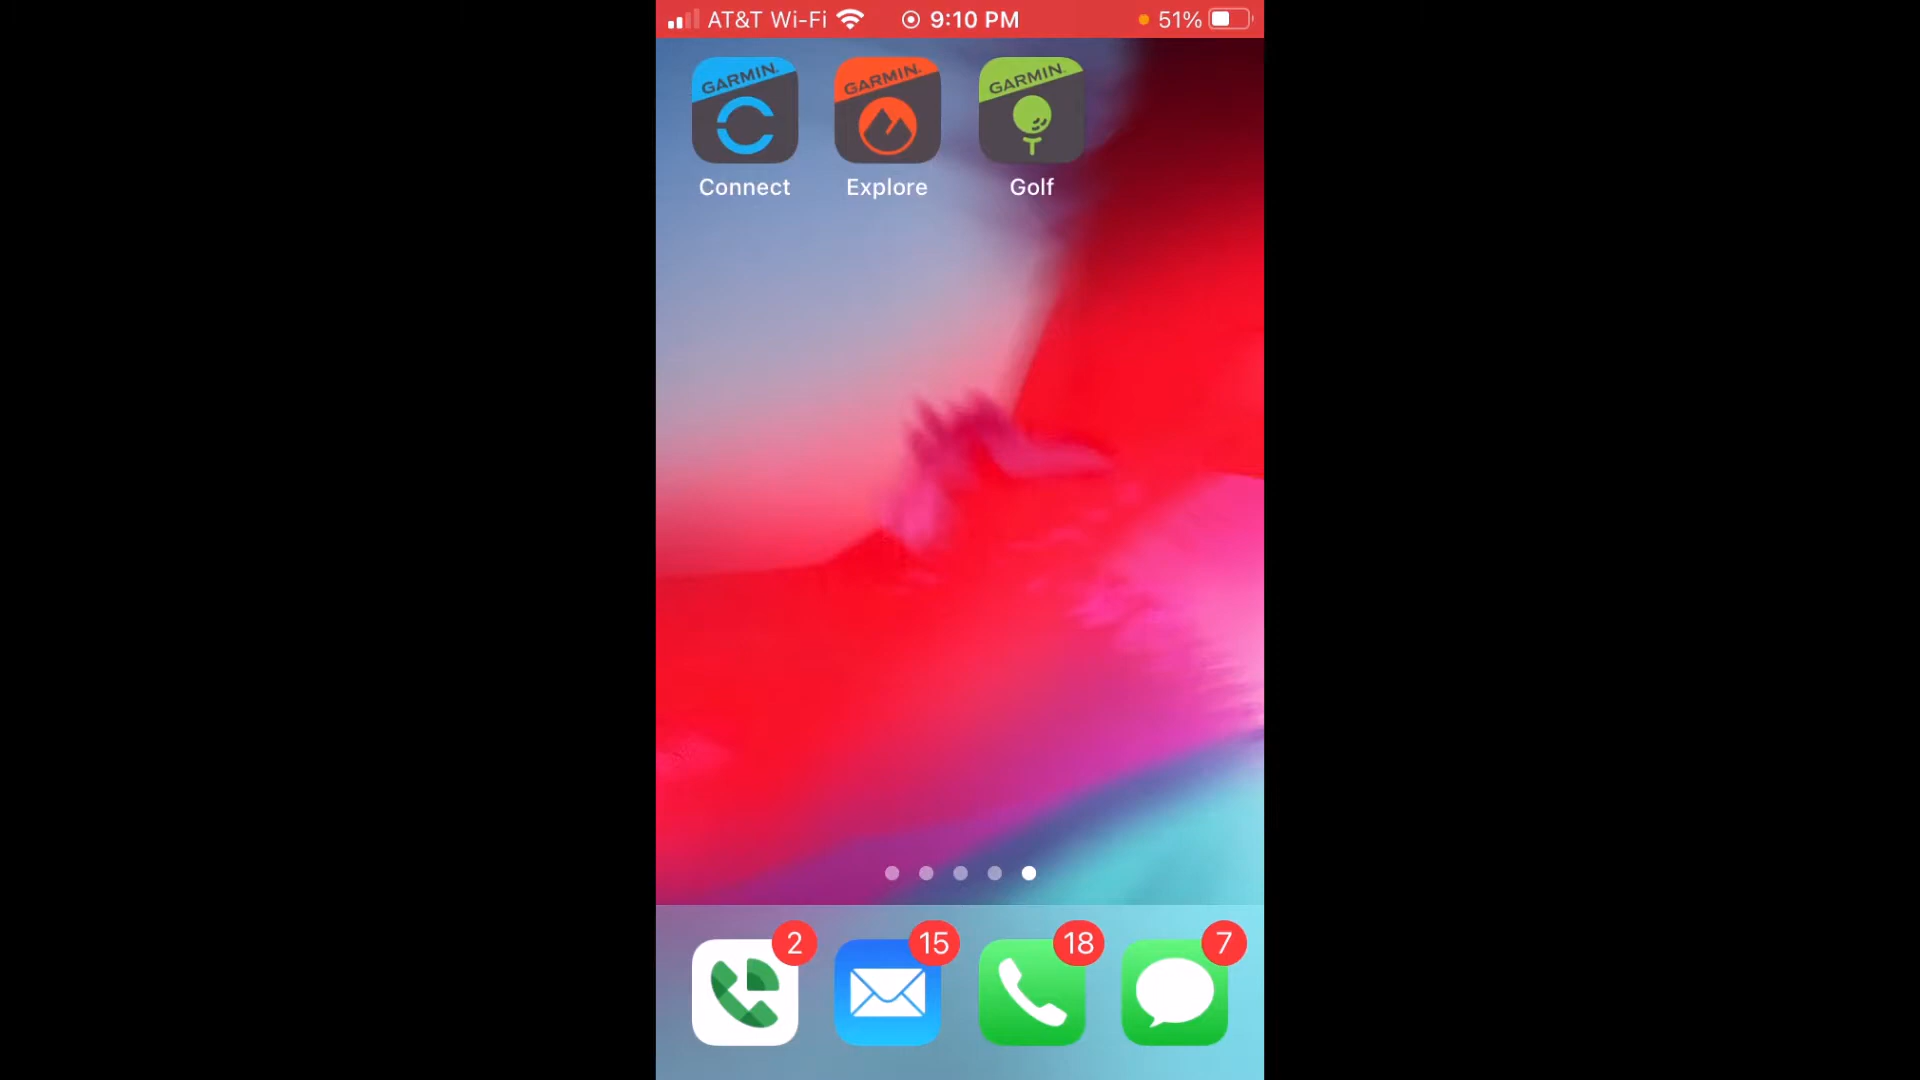 AT&T Wi-Fi 9:10 PM 51%
GARMIN. GARMIN. GARMIN.
Connect Explore Golf
2 15 18 7